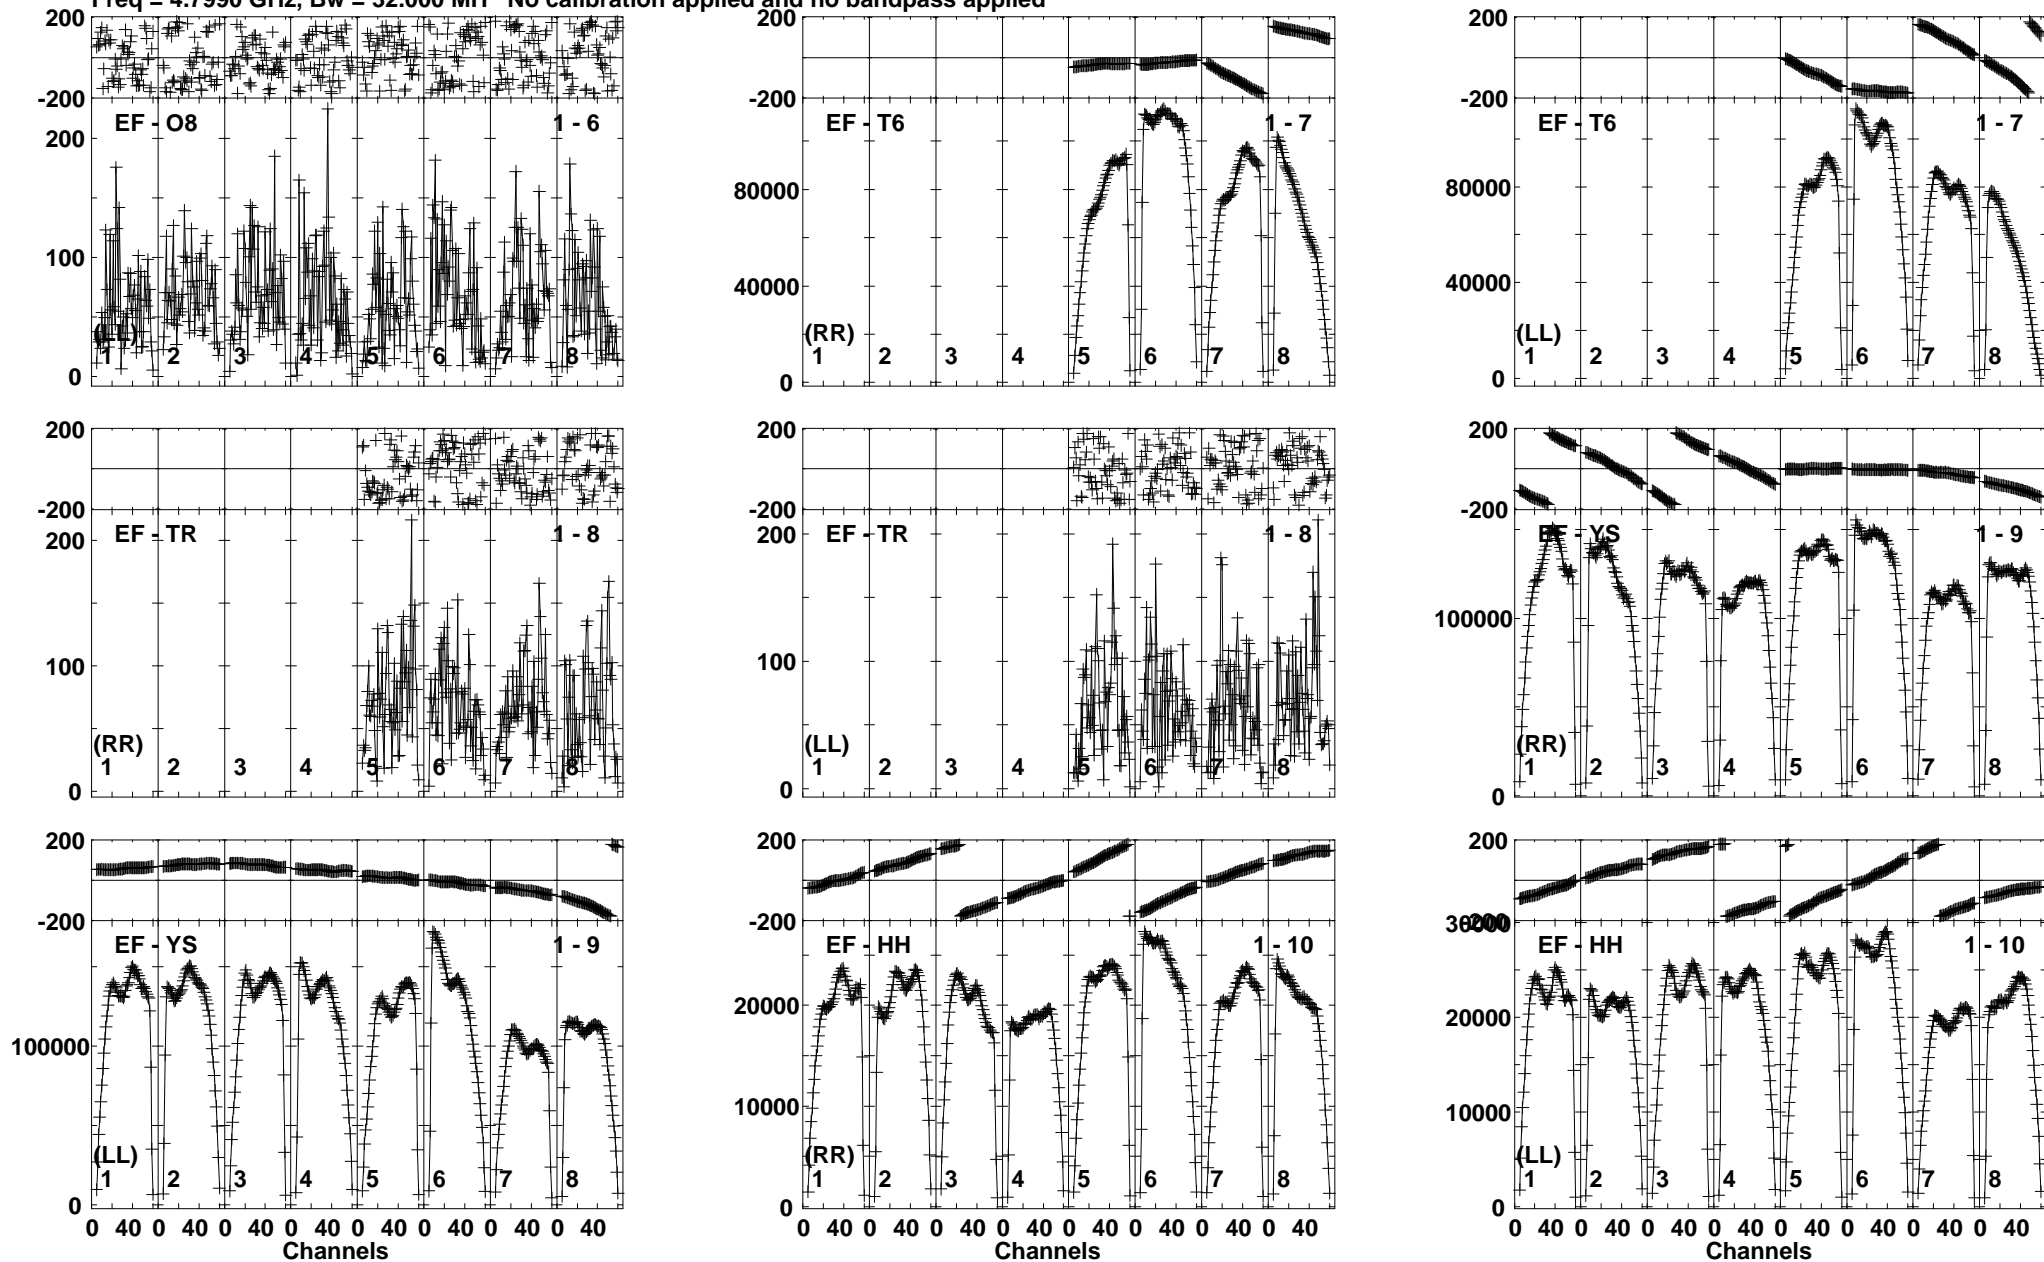 Freq = 4.7990 GHz, Bw = 32.000 MH No calibration applied and no bandpass applied
200
-200
EF - O8 1 - 6
200
100
0
(LL)
1 2 3 4 5 6 7 8
200
-200
EF - T6 1 - 7
80000
40000
0
(RR)
1 2 3 4 5 6 7 8
200
-200
EF - T6 1 - 7
80000
40000
0
(LL)
1 2 3 4 5 6 7 8
200
-200
EF - TR 1 - 8
200
100
0
(RR)
1 2 3 4 5 6 7 8
200
-200
EF - TR 1 - 8
200
100
0
(LL)
1 2 3 4 5 6 7 8
200
-200
EF - YS 1 - 9
100000
0
(RR)
1 2 3 4 5 6 7 8
200
-200
EF - YS 1 - 9
100000
0
(LL)
1 2 3 4 5 6 7 8
0 40 0 40 0 40 0 40 0 40 0 40 0 40 0 40
Channels
200
-200
EF - HH 1 - 10
20000
10000
0
(RR)
1 2 3 4 5 6 7 8
0 40 0 40 0 40 0 40 0 40 0 40 0 40 0 40
Channels
200
-200
30000
EF - HH 1 - 10
20000
10000
0
(LL)
1 2 3 4 5 6 7 8
0 40 0 40 0 40 0 40 0 40 0 40 0 40 0 40
Channels